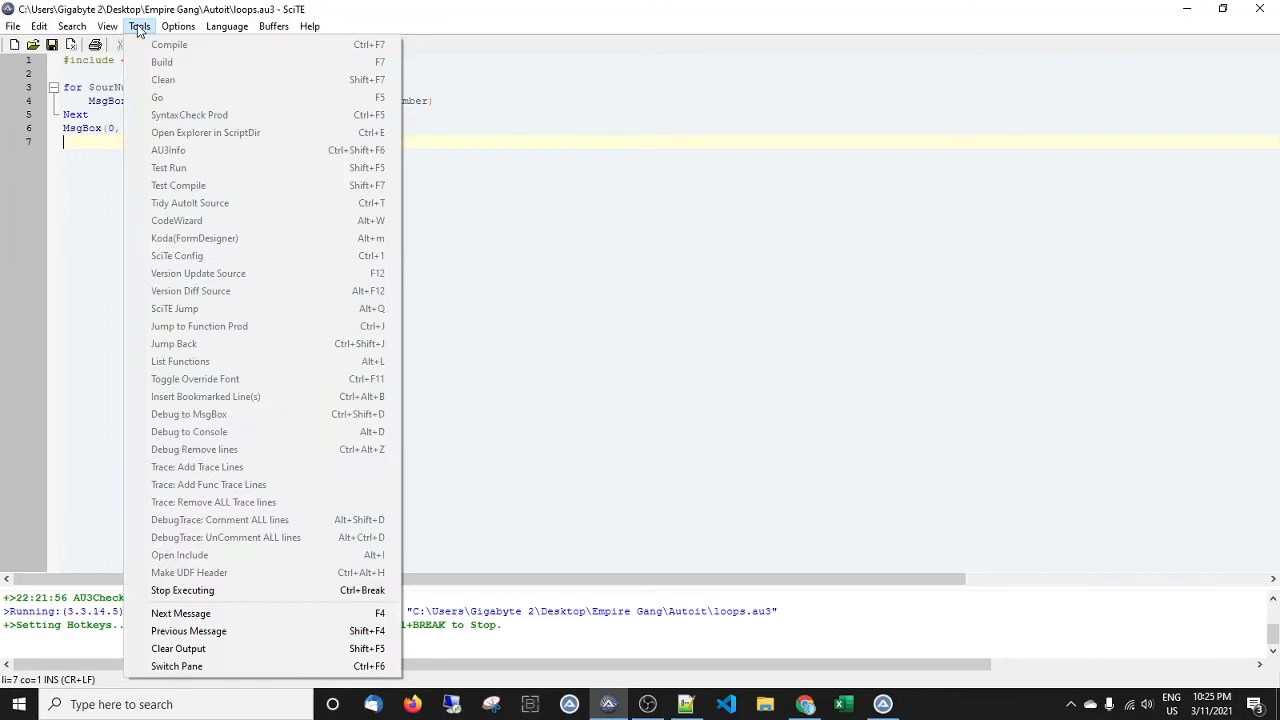 C:\Users\Gigabyte 2\Desktop\Empire Gang\Autoit\loops.au3 - SciTE
File Edit Search View Tools Options Language Buffers Help
1 #include
2
3 for $ourNu
4 MsgBo mber)
5 Next
6 MsgBox(0,
7
Compile Ctrl+F7
Build F7
Clean Shift+F7
Go F5
SyntaxCheck Prod Ctrl+F5
Open Explorer in ScriptDir Ctrl+E
AU3Info Ctrl+Shift+F6
Test Run Shift+F5
Test Compile Shift+F7
Tidy AutoIt Source Ctrl+T
CodeWizard Alt+W
Koda(FormDesigner) Alt+m
SciTe Config Ctrl+1
Version Update Source F12
Version Diff Source Alt+F12
SciTE Jump Alt+Q
Jump to Function Prod Ctrl+J
Jump Back Ctrl+Shift+J
List Functions Alt+L
Toggle Override Font Ctrl+F11
Insert Bookmarked Line(s) Ctrl+Alt+B
Debug to MsgBox Ctrl+Shift+D
Debug to Console Alt+D
Debug Remove lines Ctrl+Alt+Z
Trace: Add Trace Lines
Trace: Add Func Trace Lines
Trace: Remove ALL Trace lines
DebugTrace: Comment ALL lines Alt+Shift+D
DebugTrace: UnComment ALL lines Alt+Ctrl+D
Open Include Alt+I
Make UDF Header Ctrl+Alt+H
Stop Executing Ctrl+Break
Next Message F4
Previous Message Shift+F4
Clear Output Shift+F5
Switch Pane Ctrl+F6
+>22:21:56 AU3Check
>Running:(3.3.14.5) "C:\Users\Gigabyte 2\Desktop\Empire Gang\Autoit\loops.au3"
+>Setting Hotkeys.. l+BREAK to Stop.
li=7 co=1 INS (CR+LF)
Type here to search
ENG
US
10:25 PM
3/11/2021
3